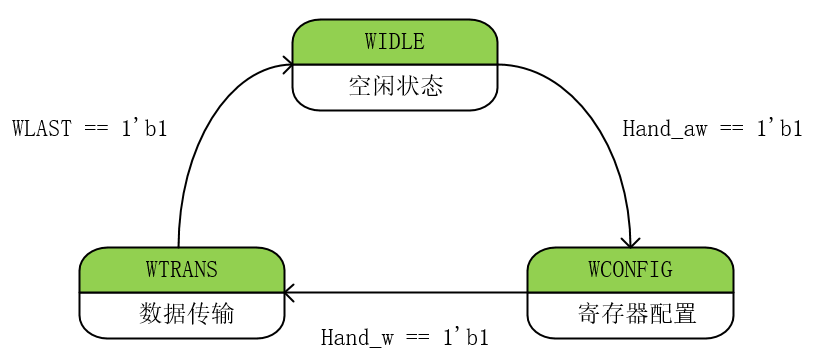 WIDLE
空闲状态
WLAST == 1'b1
Hand_aw == 1'b1
WTRANS
数据传输
WCONFIG
寄存器配置
Hand_w == 1'b1